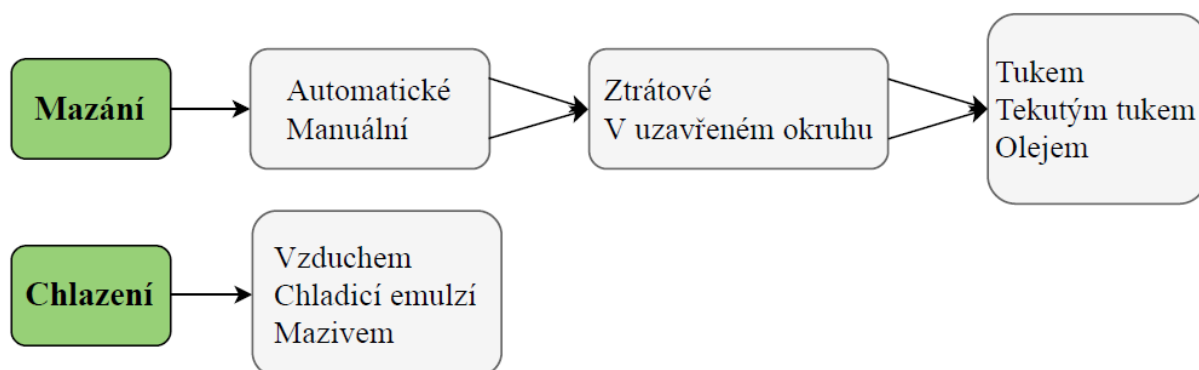 Mazání
Automatické
Manuální
Ztrátové
V uzavřeném okruhu
Tukem
Tekutým tukem
Olejem
Chlazení
Vzduchem
Chladicí emulzí
Mazivem